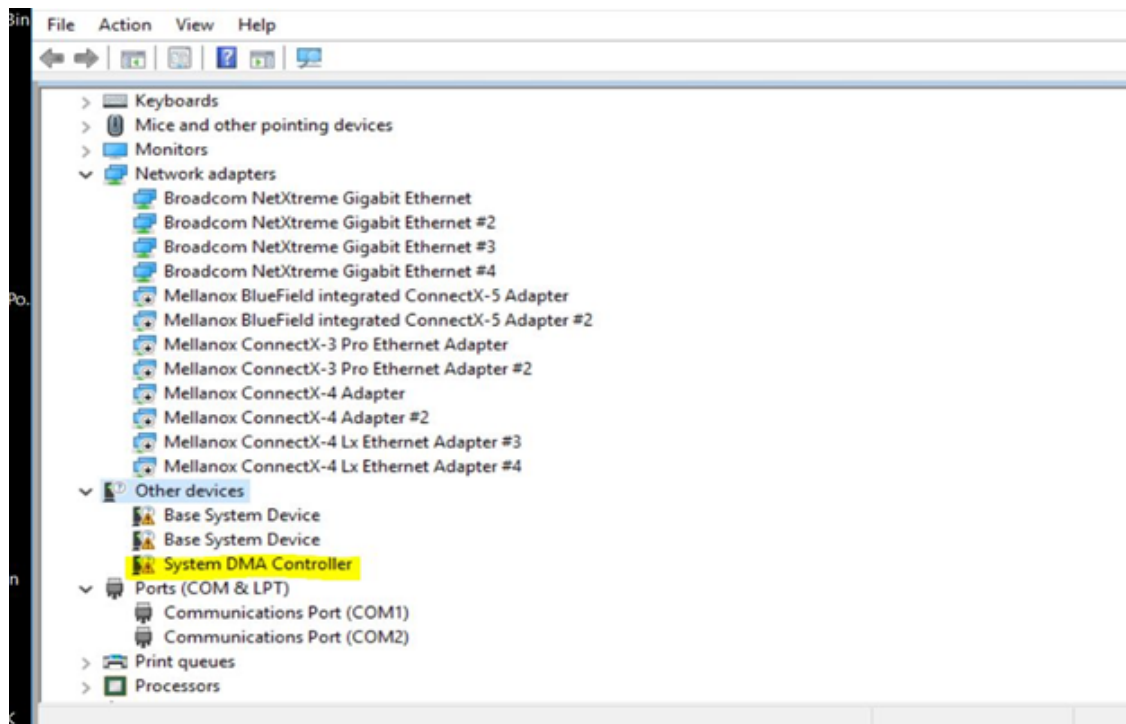 Bin
File Action View Help
Keyboards
Mice and other pointing devices
Monitors
Network adapters
Broadcom NetXtreme Gigabit Ethernet
Broadcom NetXtreme Gigabit Ethernet #2
Broadcom NetXtreme Gigabit Ethernet #3
Broadcom NetXtreme Gigabit Ethernet #4
Mellanox BlueField integrated ConnectX-5 Adapter
Po.
Mellanox BlueField integrated ConnectX-5 Adapter #2
Mellanox ConnectX-3 Pro Ethernet Adapter
Mellanox ConnectX-3 Pro Ethernet Adapter #2
Mellanox ConnectX-4 Adapter
Mellanox ConnectX-4 Adapter #2
Mellanox ConnectX-4 Lx Ethernet Adapter #3
Mellanox ConnectX-4 Lx Ethernet Adapter #4
Other devices
Base System Device
Base System Device
System DMA Controller
n
Ports (COM & LPT)
Communications Port (COM1)
Communications Port (COM2)
Print queues
Processors